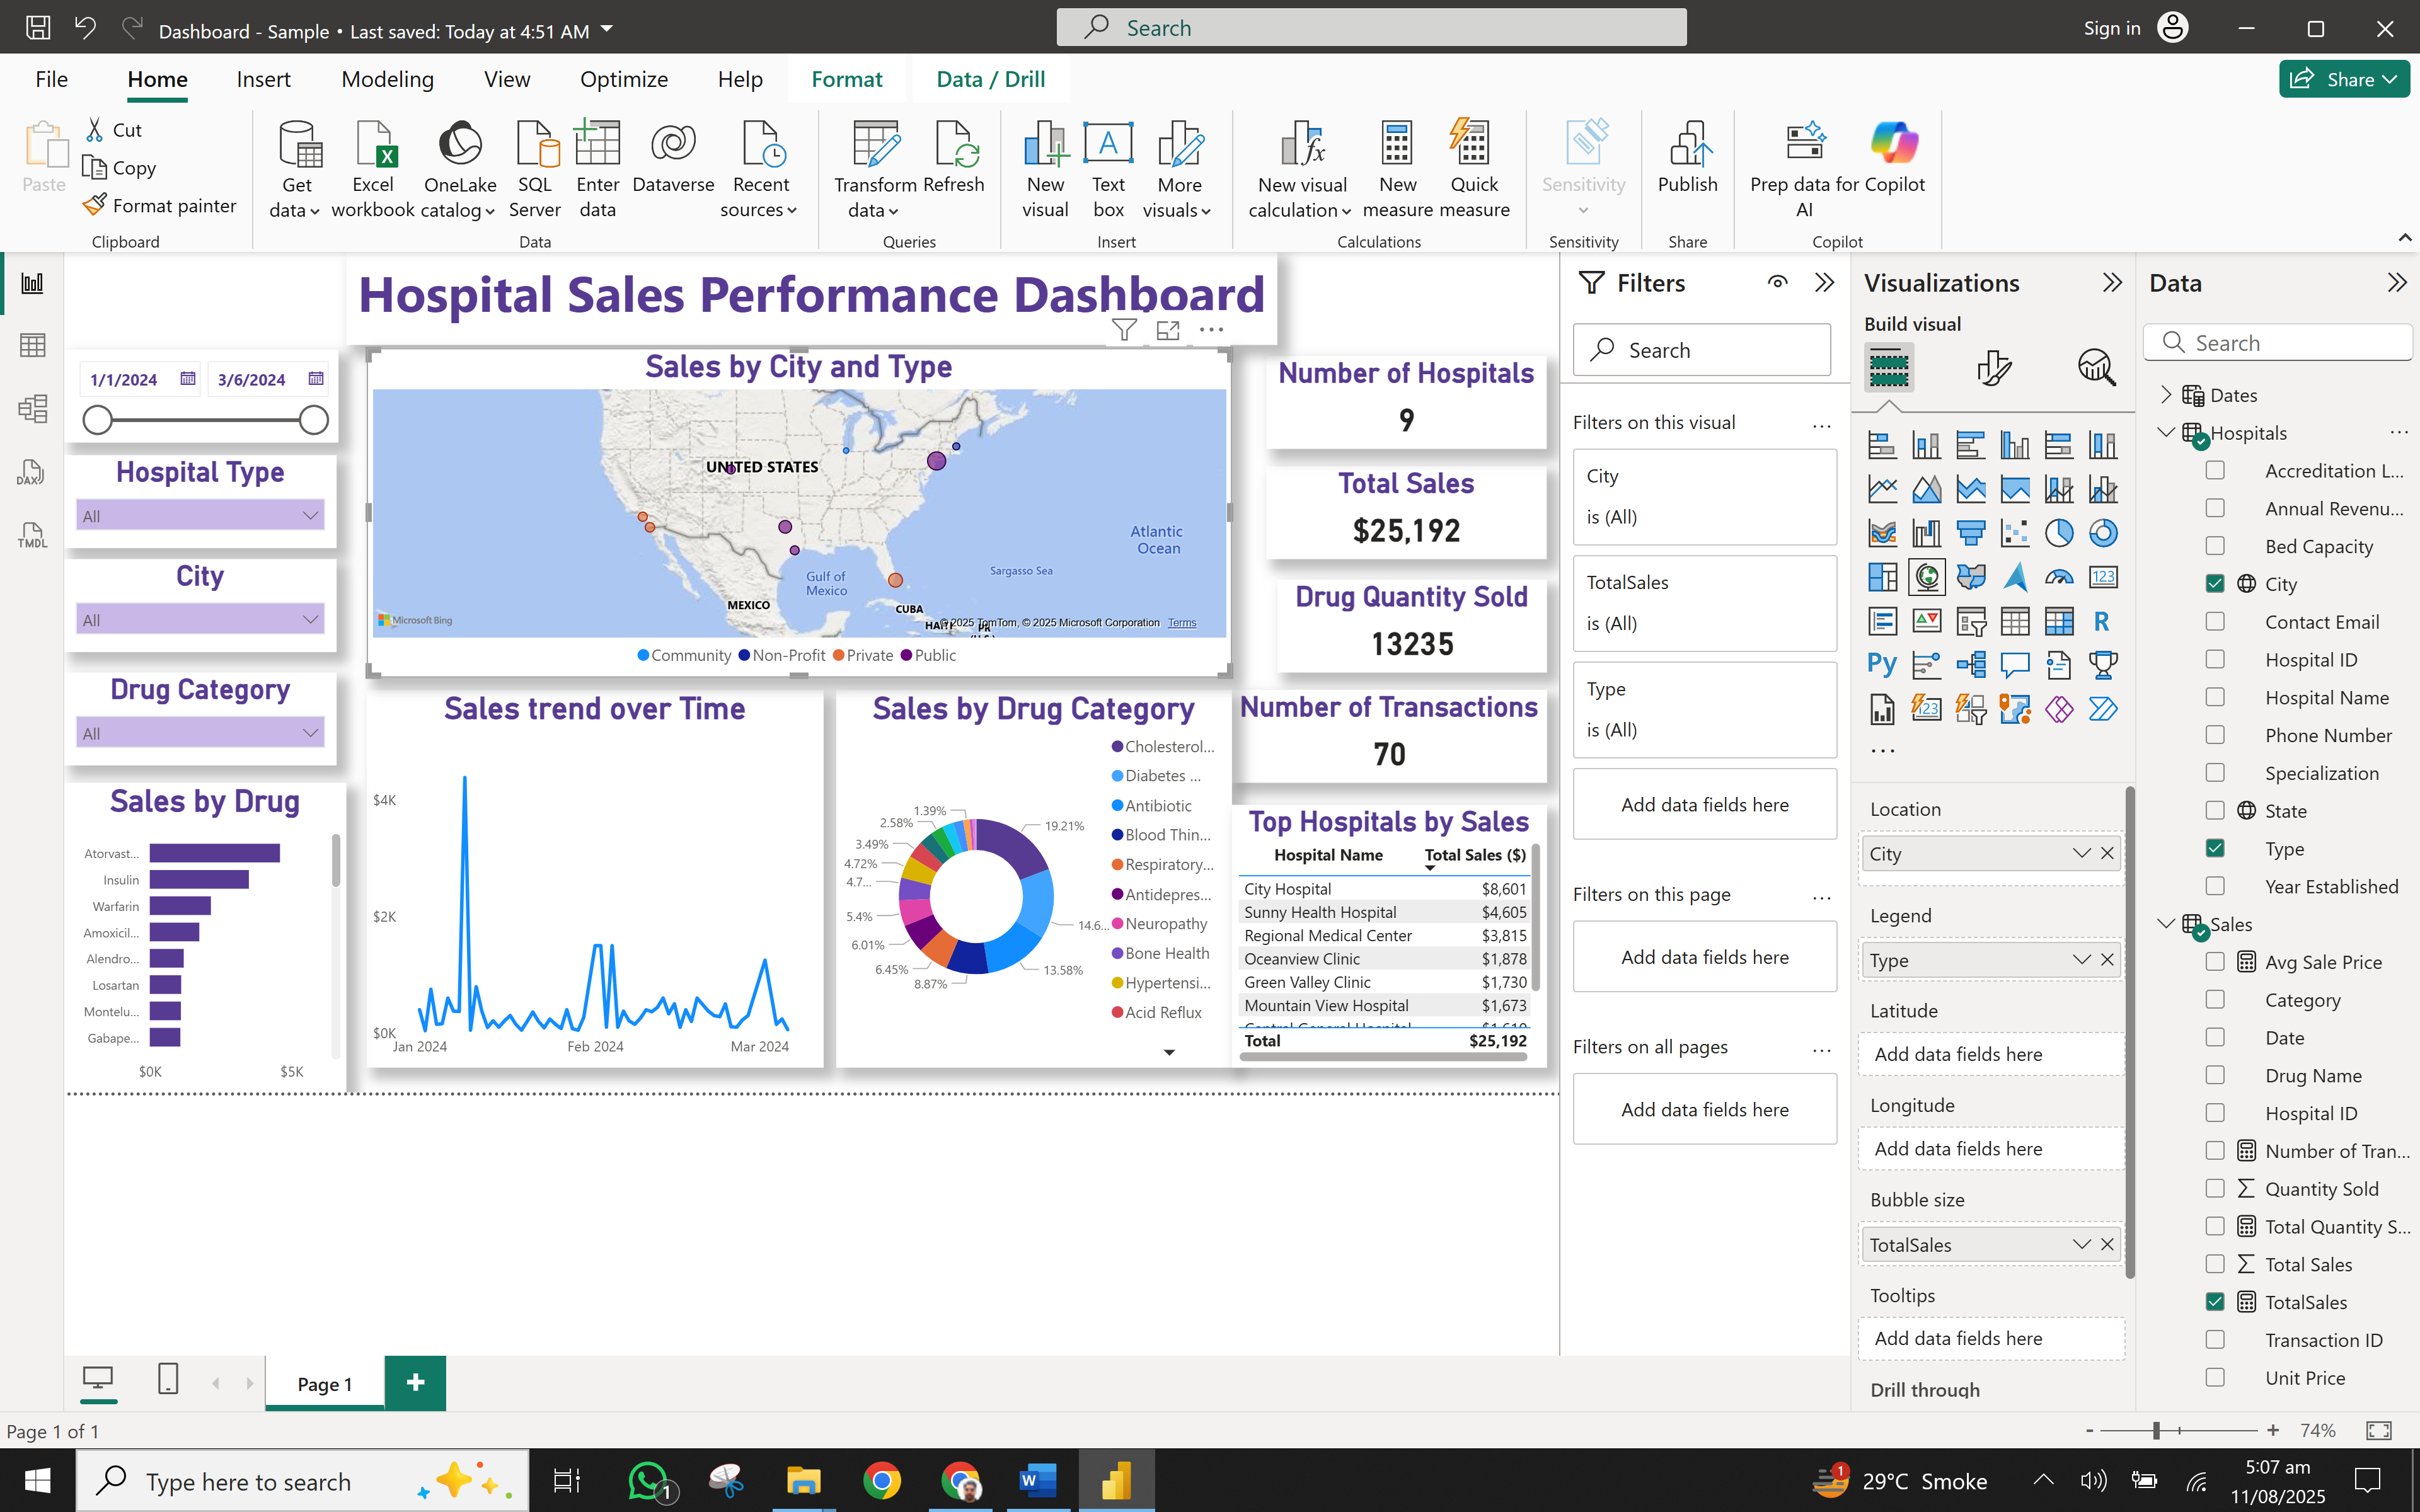 Dashboard - Sample • Last saved: Today at 4:51 AM
Search
Sign in
File
Home
Insert
Modeling
View
Optimize
Help
Format
Data / Drill
Share
Paste
Cut
Copy
Format painter
Clipboard
Get data
Excel workbook
OneLake catalog
SQL Server
Enter data
Dataverse
Recent sources
Data
Transform data
Refresh
Queries
New visual
Text box
More visuals
Insert
New visual calculation
New measure
Quick measure
Calculations
Sensitivity
Sensitivity
Publish
Share
Prep data for AI
Copilot
Copilot
DAX
TMDL
Hospital Sales Performance Dashboard
1/1/2024
3/6/2024
Hospital Type
All
City
All
Drug Category
All
Sales by Drug
Atorvast...
Insulin
Warfarin
Amoxicil...
Alendro...
Losartan
Montelu...
Gabape...
$0K
$5K
Sales by City and Type
UNITED STATES
Atlantic Ocean
Sargasso Sea
Gulf of Mexico
MEXICO
CUBA
Microsoft Bing
© 2025 TomTom, © 2025 Microsoft Corporation Terms
Community
Non-Profit
Private
Public
Sales trend over Time
$4K
$2K
$0K
Jan 2024
Feb 2024
Mar 2024
Sales by Drug Category
Cholesterol...
Diabetes ...
Antibiotic
Blood Thin...
Respiratory...
Antidepres...
Neuropathy
Bone Health
Hypertensi...
Acid Reflux
19.21%
14.6...
13.58%
8.87%
6.45%
6.01%
5.4%
4.7...
4.72%
3.49%
2.58%
1.39%
Number of Hospitals
9
Total Sales
$25,192
Drug Quantity Sold
13235
Number of Transactions
70
Top Hospitals by Sales
Hospital Name Total Sales ($)
City Hospital $8,601
Sunny Health Hospital $4,605
Regional Medical Center $3,815
Oceanview Clinic $1,878
Green Valley Clinic $1,730
Mountain View Hospital $1,673
Total $25,192
Filters
Search
Filters on this visual ...
City
is (All)
TotalSales
is (All)
Type
is (All)
Add data fields here
Filters on this page ...
Add data fields here
Filters on all pages ...
Add data fields here
Visualizations
Build visual
123
R
Py
123
...
Location
City
Legend
Type
Latitude
Add data fields here
Longitude
Add data fields here
Bubble size
TotalSales
Tooltips
Add data fields here
Drill through
Data
Search
Dates
Hospitals ...
Accreditation L...
Annual Revenu...
Bed Capacity
City
Contact Email
Hospital ID
Hospital Name
Phone Number
Specialization
State
Type
Year Established
Sales
Avg Sale Price
Category
Date
Drug Name
Hospital ID
Number of Tran...
Quantity Sold
Total Quantity S...
Total Sales
TotalSales
Transaction ID
Unit Price
Page 1
Page 1 of 1
74%
Type here to search
1
1
29°C Smoke
5:07 am
11/08/2025